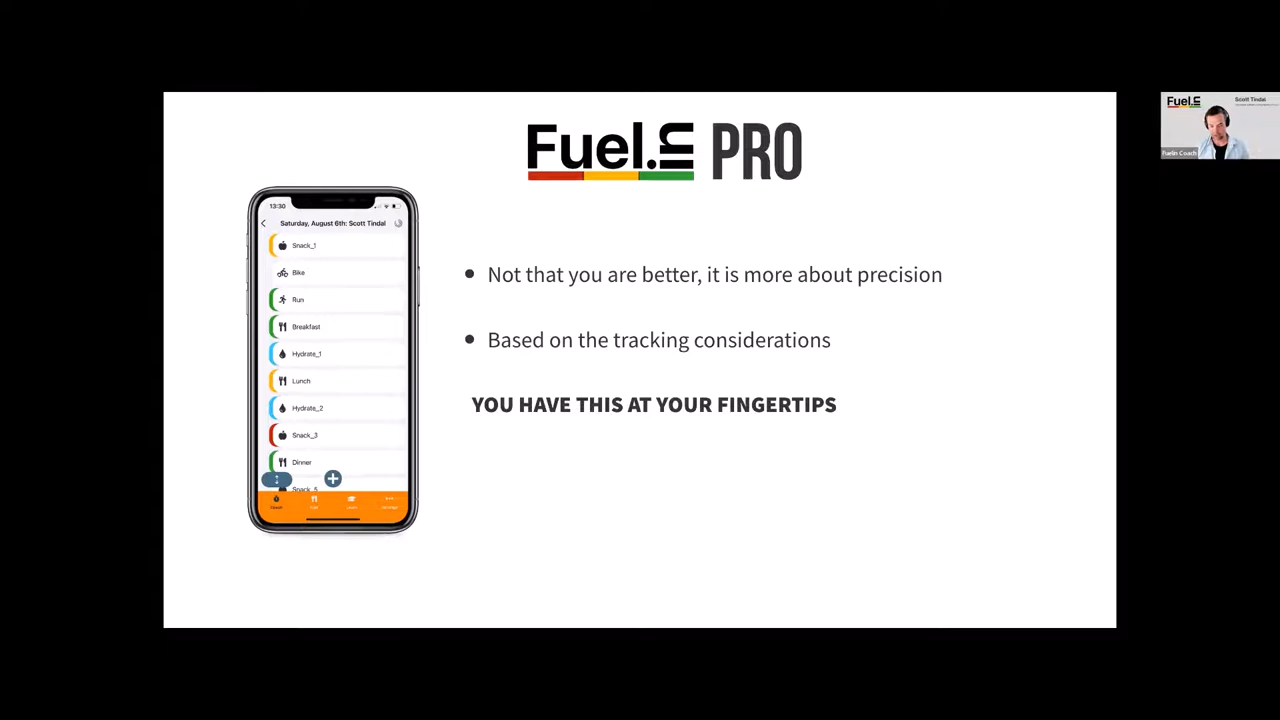 Fuel.in PRO
Fuel.in
Scott Tindal
Fuelin Coach
13:30
Saturday, August 6th: Scott Tindal
Snack_1
Bike
Run
Breakfast
Hydrate_1
Lunch
Hydrate_2
Snack_3
Dinner
Snack_5
Not that you are better, it is more about precision
Based on the tracking considerations
YOU HAVE THIS AT YOUR FINGERTIPS